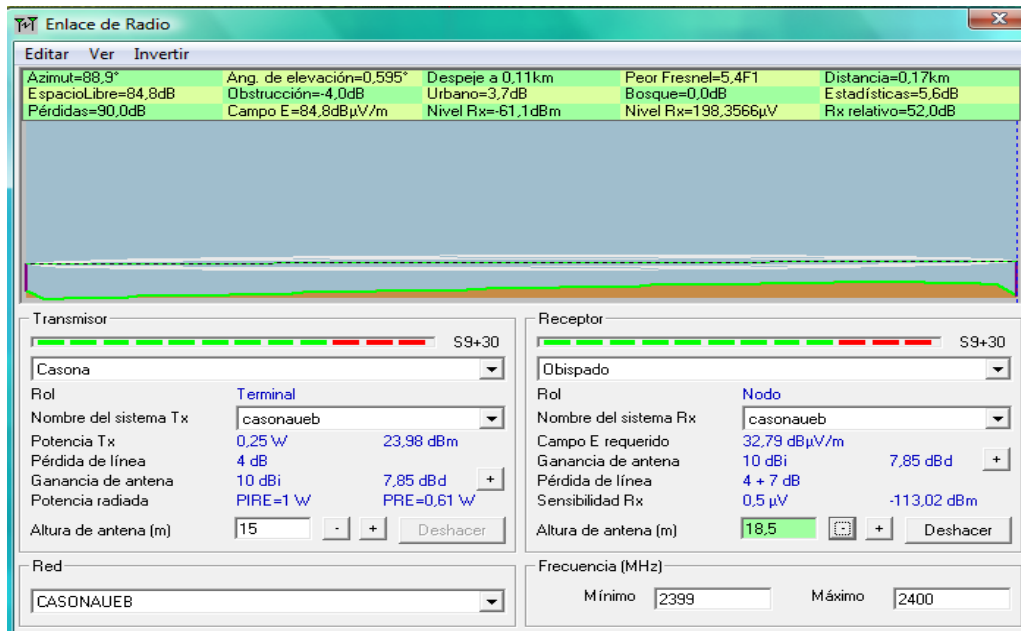 Enlace de Radio
Editar Ver Invertir
Azimut=88,9° Ang. de elevación=0,595° Despeje a 0,11km Peor Fresnel=5,4F1 Distancia=0,17km
EspacioLibre=84,8dB Obstrucción=-4,0dB Urbano=3,7dB Bosque=0,0dB Estadísticas=5,6dB
Pérdidas=90,0dB Campo E=84,8dBµV/m Nivel Rx=-61,1dBm Nivel Rx=198,3566µV Rx relativo=52,0dB
Transmisor
S9+30
Casona
Rol Terminal
Nombre del sistema Tx casonaueb
Potencia Tx 0,25 W 23,98 dBm
Pérdida de línea 4 dB
Ganancia de antena 10 dBi 7,85 dBd +
Potencia radiada PIRE=1 W PRE=0,61 W
Altura de antena (m) 15 - + Deshacer
Receptor
S9+30
Obispado
Rol Nodo
Nombre del sistema Rx casonaueb
Campo E requerido 32,79 dBµV/m
Ganancia de antena 10 dBi 7,85 dBd +
Pérdida de línea 4 + 7 dB
Sensibilidad Rx 0,5 µV -113,02 dBm
Altura de antena (m) 18,5 - + Deshacer
Red
CASONAUEB
Frecuencia (MHz)
Mínimo 2399 Máximo 2400